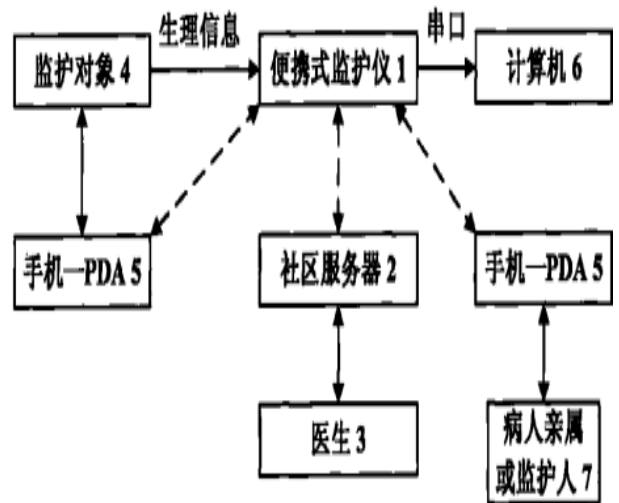 生理信息
串口
监护对象 4
便携式监护仪 1
计算机 6
手机—PDA 5
社区服务器 2
手机—PDA 5
医生 3
病人亲属
或监护人 7